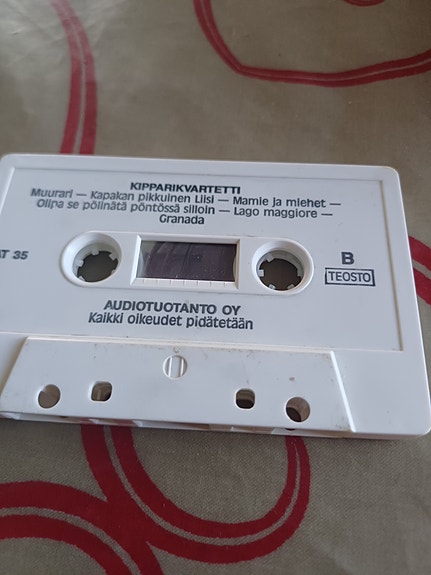 KIPPARIKVARTETTI
Muurari — Kapakan pikkuinen Liisi — Mamie ja miehet —
Olipa se pölinätä pöntössä silloin — Lago maggiore —
Granada
AT 35
B
TEOSTO
AUDIOTUOTANTO OY
Kaikki oikeudet pidätetään